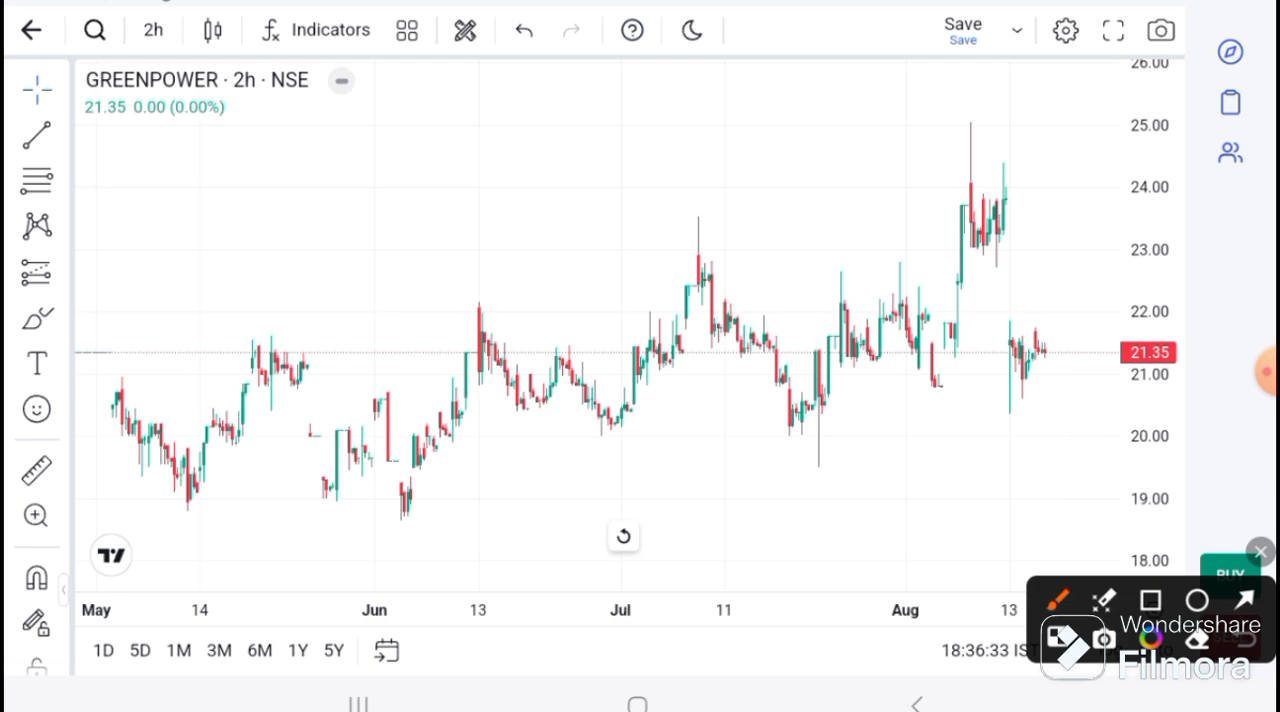 2h
Indicators
Save
Save
GREENPOWER · 2h · NSE
21.35 0.00 (0.00%)
26.00
25.00
24.00
23.00
22.00
21.35
21.00
20.00
19.00
18.00
BUY
May 14 Jun 13 Jul 11 Aug 13
1D 5D 1M 3M 6M 1Y 5Y
18:36:33 IST
Wondershare
Filmora